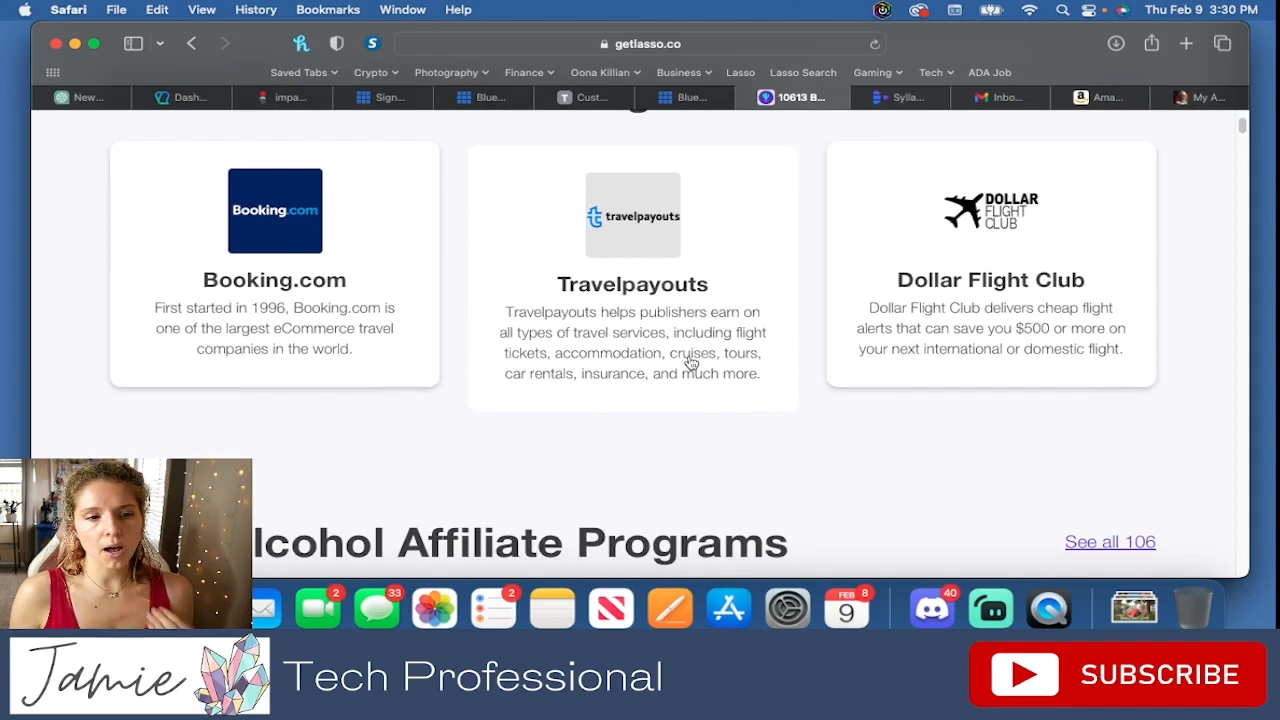 Safari File Edit View History Bookmarks Window Help Thu Feb 9 3:30 PM
getlasso.co
Saved Tabs Crypto Photography Finance Oona Killian Business Lasso Lasso Search Gaming Tech ADA Job
New... Dash... impa... Sign... Blue... Cust... Blue... 10613 B... Sylla... Inbo... Ama... My A...
Booking.com
Booking.com
First started in 1996, Booking.com is
one of the largest eCommerce travel
companies in the world.
travelpayouts
Travelpayouts
Travelpayouts helps publishers earn on
all types of travel services, including flight
tickets, accommodation, cruises, tours,
car rentals, insurance, and much more.
DOLLAR
FLIGHT
CLUB
Dollar Flight Club
Dollar Flight Club delivers cheap flight
alerts that can save you $500 or more on
your next international or domestic flight.
lcohol Affiliate Programs
See all 106
2 33 2 FEB 8 40
9
Jamie Tech Professional SUBSCRIBE